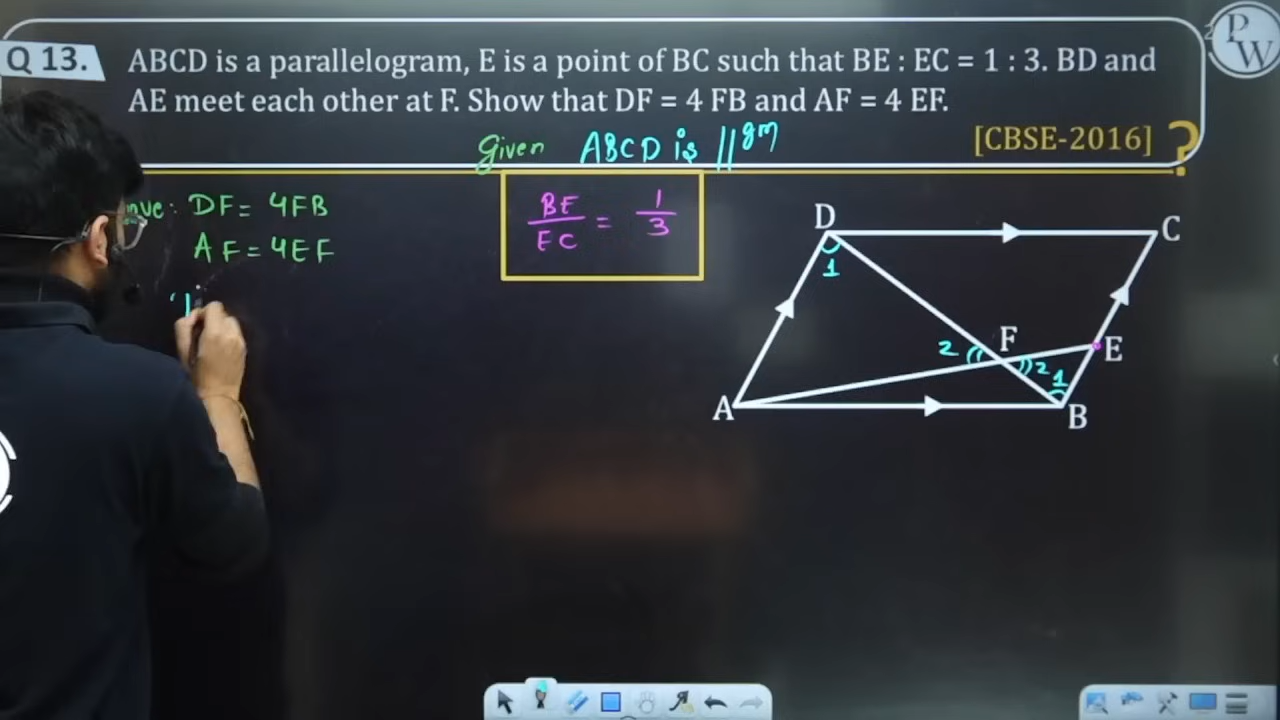 Q 13.
ABCD is a parallelogram, E is a point of BC such that BE : EC = 1 : 3. BD and
AE meet each other at F. Show that DF = 4 FB and AF = 4 EF.
[CBSE-2016]
?
PW
Given ABCD is ||gm
: DF = 4FB
AF = 4EF
BE/EC = 1/3
D
C
1
2
F
E
2
1
A
B